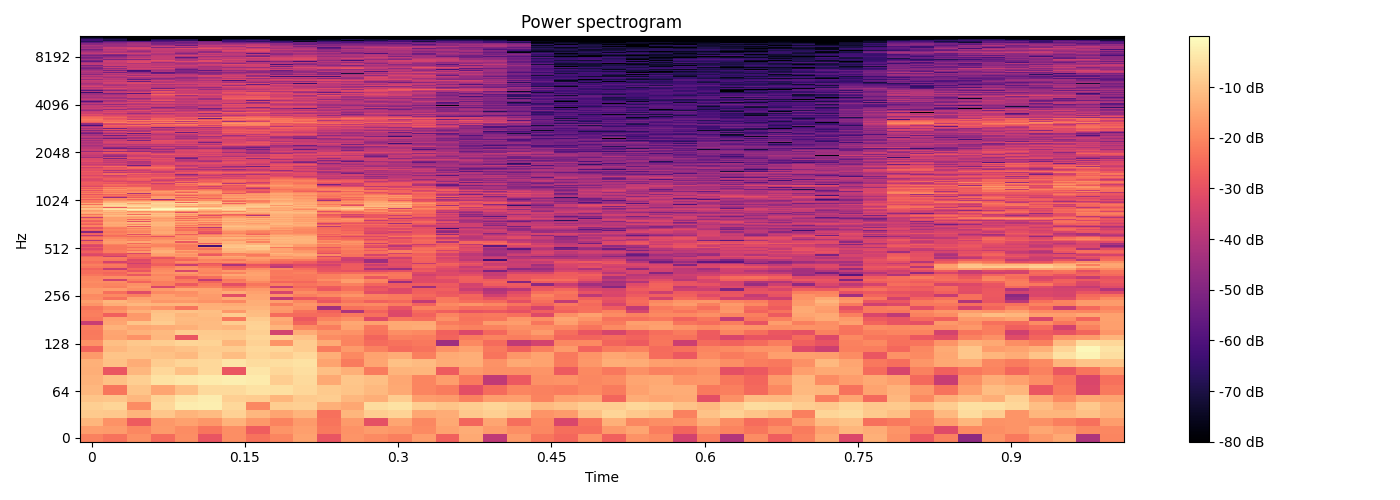 Power spectrogram
8192
4096
2048
1024
512
256
128
64
0
Hz
0 0.15 0.3 0.45 0.6 0.75 0.9
Time
-10 dB
-20 dB
-30 dB
-40 dB
-50 dB
-60 dB
-70 dB
-80 dB